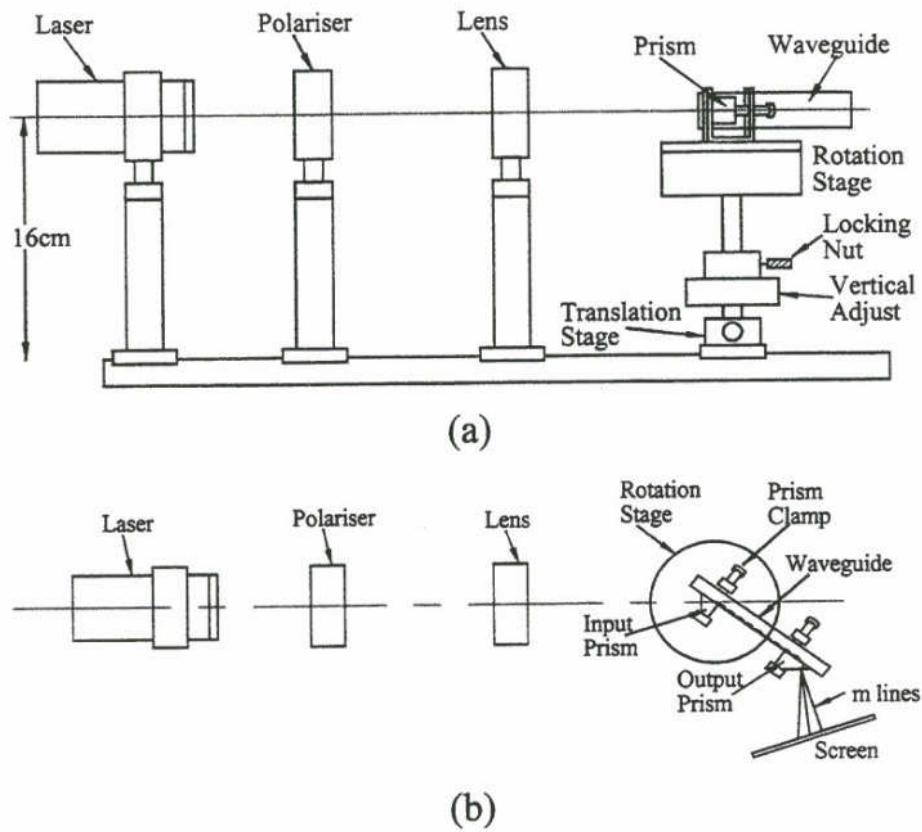 Laser
Polariser
Lens
Prism
Waveguide
Rotation
Stage
16cm
Locking
Nut
Vertical
Adjust
Translation
Stage
(a)
Rotation
Stage
Prism
Clamp
Laser
Polariser
Lens
Waveguide
Input
Prism
Output
Prism
m lines
Screen
(b)